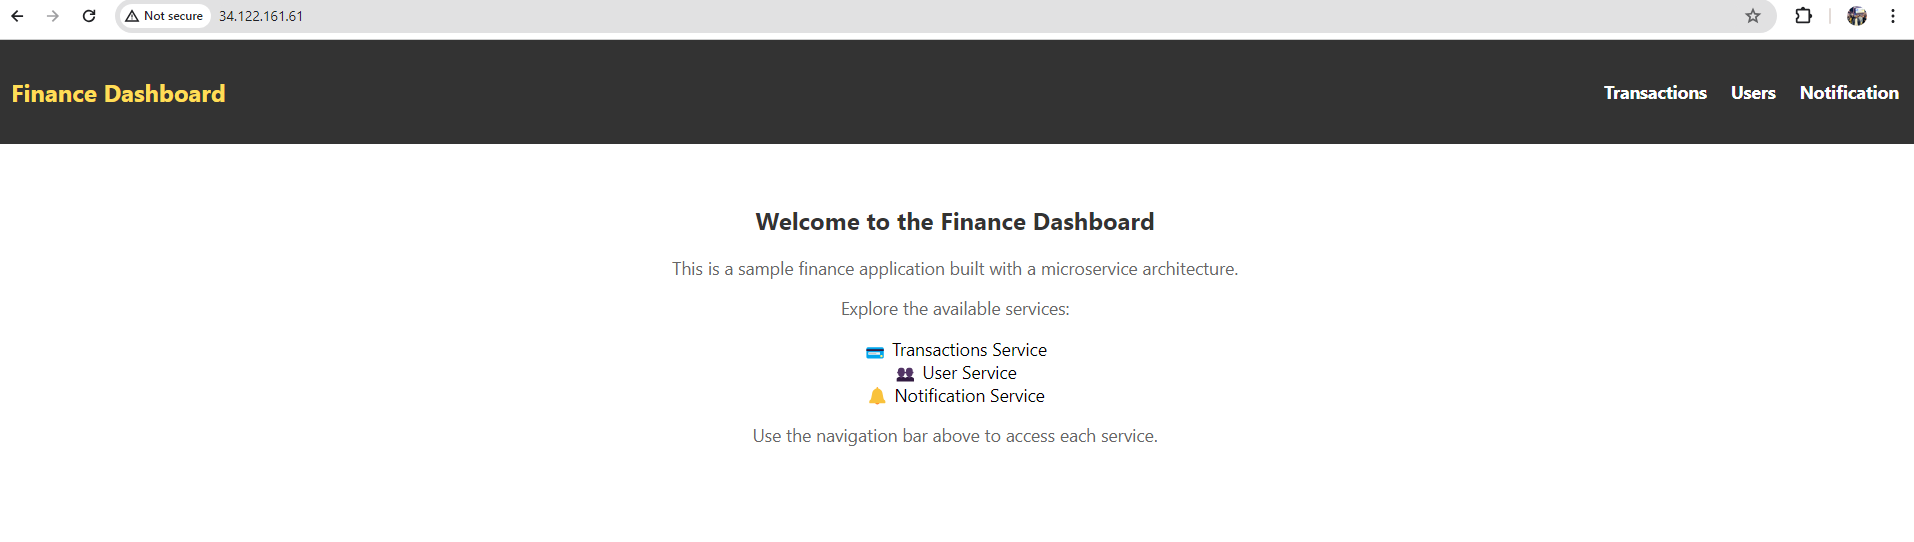 Not secure 34.122.161.61
Finance Dashboard Transactions Users Notification
Welcome to the Finance Dashboard
This is a sample finance application built with a microservice architecture.
Explore the available services:
Transactions Service
User Service
Notification Service
Use the navigation bar above to access each service.